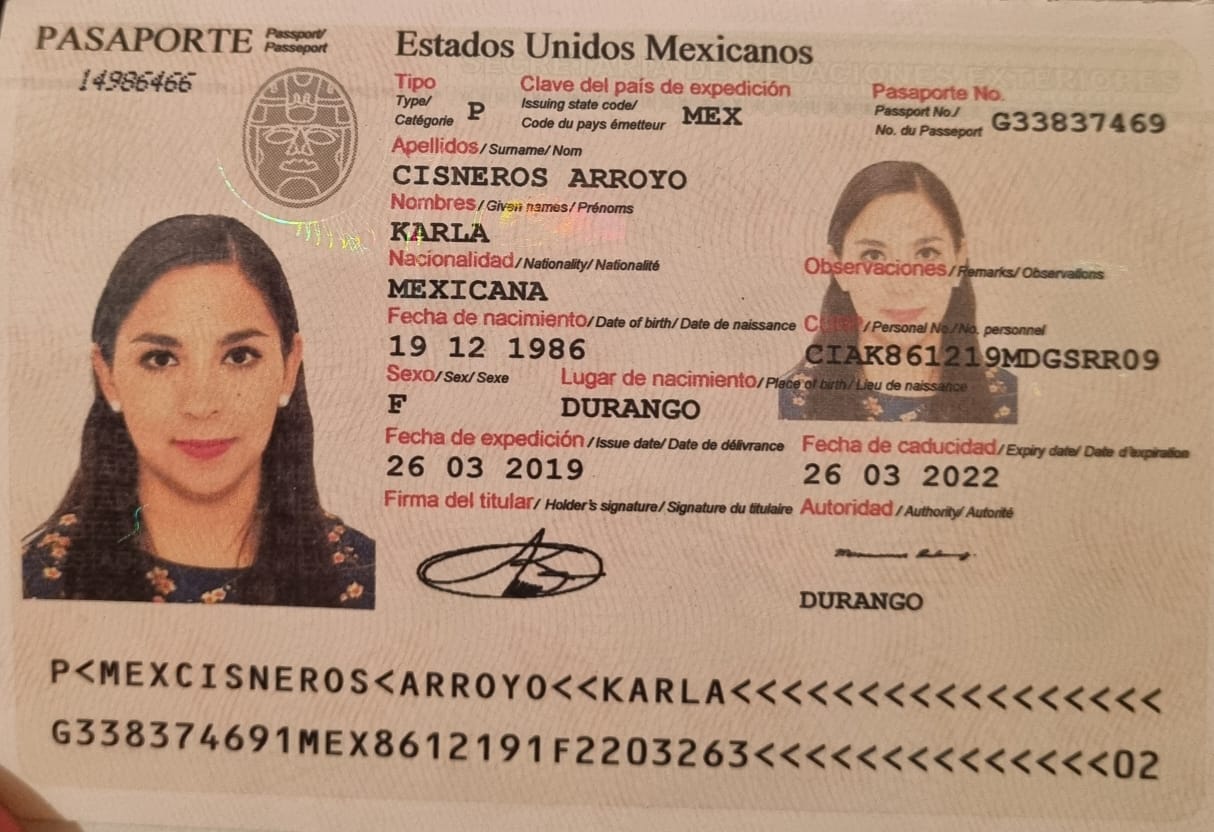 PASAPORTE Passport/ Passeport
14986466
Estados Unidos Mexicanos
Tipo Clave del país de expedición Pasaporte No.
Type/ Catégorie P Issuing state code/ Code du pays émetteur MEX Passport No./ No. du Passeport G33837469
Apellidos/Surname/Nom
CISNEROS ARROYO
Nombres/Given names/Prénoms
KARLA
Nacionalidad/Nationality/Nationalité Observaciones/Remarks/Observations
MEXICANA
Fecha de nacimiento/Date of birth/Date de naissance CURP/Personal No./No. personnel
19 12 1986 CIAK861219MDGSRR09
Sexo/Sex/Sexe Lugar de nacimiento/Place of birth/Lieu de naissance
F DURANGO
Fecha de expedición/Issue date/Date de délivrance Fecha de caducidad/Expiry date/Date d'expiration
26 03 2019 26 03 2022
Firma del titular/Holder's signature/Signature du titulaire Autoridad/Authority/Autorité
DURANGO
P<MEXCISNEROS<ARROYO<<KARLA<<<<<<<<<<<<<<<<<
G338374691MEX8612191F2203263<<<<<<<<<<<<<<02